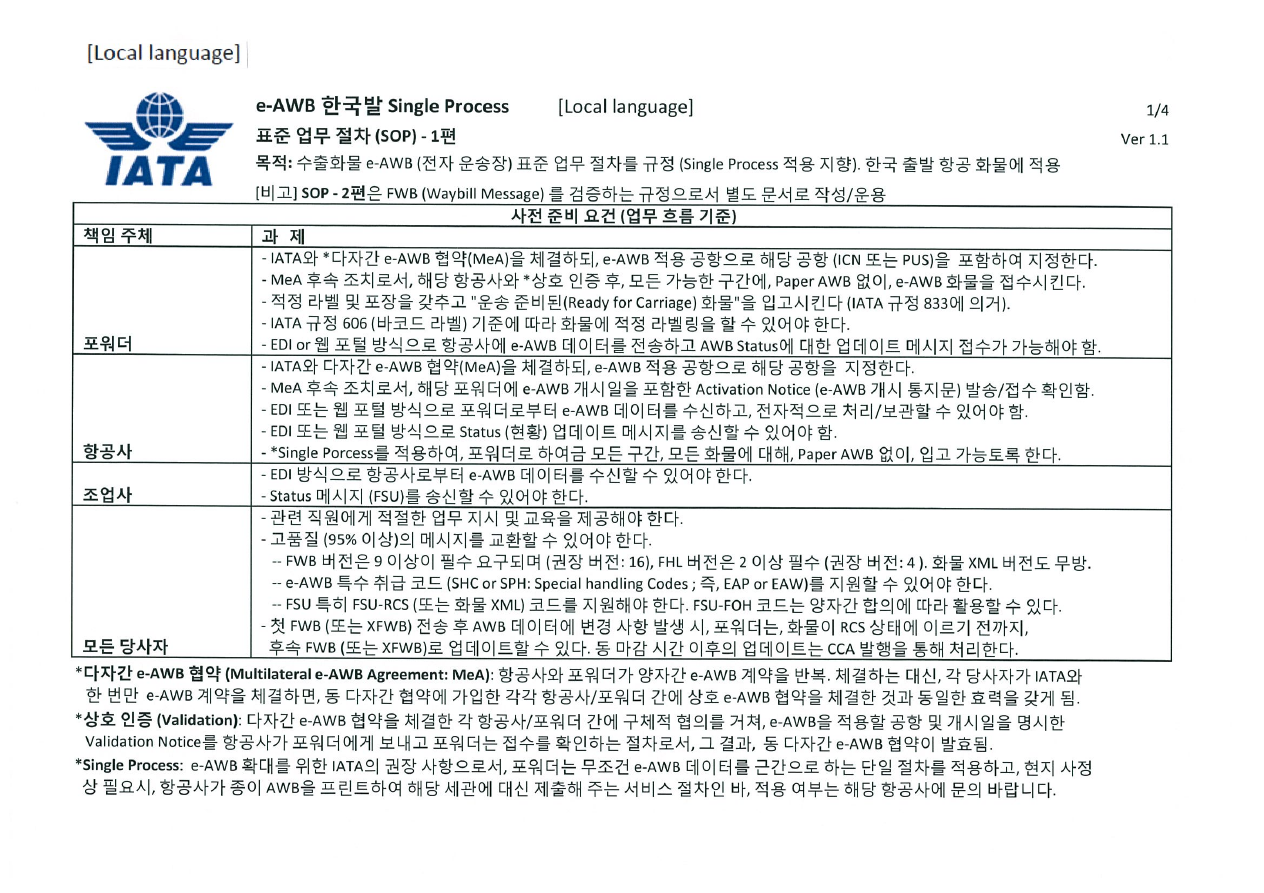 [Local language]
IATA
e-AWB 한국발 Single Process [Local language] 1/4
표준 업무 절차 (SOP) - 1편 Ver 1.1
목적: 수출화물 e-AWB (전자 운송장) 표준 업무 절차를 규정 (Single Process 적용 지향). 한국 출발 항공 화물에 적용
[비고] SOP - 2편은 FWB (Waybill Message) 를 검증하는 규정으로서 별도 문서로 작성/운용
사전 준비 요건 (업무 흐름 기준)
책임 주체 과 제
- IATA와 *다자간 e-AWB 협약(MeA)을 체결하되, e-AWB 적용 공항으로 해당 공항 (ICN 또는 PUS)을 포함하여 지정한다.
- MeA 후속 조치로서, 해당 항공사와 *상호 인증 후, 모든 가능한 구간에, Paper AWB 없이, e-AWB 화물을 접수시킨다.
- 적정 라벨 및 포장을 갖추고 "운송 준비된(Ready for Carriage) 화물"을 입고시킨다 (IATA 규정 833에 의거).
- IATA 규정 606 (바코드 라벨) 기준에 따라 화물에 적정 라벨링을 할 수 있어야 한다.
포워더 - EDI or 웹 포털 방식으로 항공사에 e-AWB 데이터를 전송하고 AWB Status에 대한 업데이트 메시지 접수가 가능해야 함.
- IATA와 다자간 e-AWB 협약(MeA)을 체결하되, e-AWB 적용 공항으로 해당 공항을 지정한다.
- MeA 후속 조치로서, 해당 포워더에 e-AWB 개시일을 포함한 Activation Notice (e-AWB 개시 통지문) 발송/접수 확인함.
- EDI 또는 웹 포털 방식으로 포워더로부터 e-AWB 데이터를 수신하고, 전자적으로 처리/보관할 수 있어야 함.
- EDI 또는 웹 포털 방식으로 Status (현황) 업데이트 메시지를 송신할 수 있어야 함.
항공사 - *Single Porcess를 적용하여, 포워더로 하여금 모든 구간, 모든 화물에 대해, Paper AWB 없이, 입고 가능토록 한다.
- EDI 방식으로 항공사로부터 e-AWB 데이터를 수신할 수 있어야 한다.
조업사 - Status 메시지 (FSU)를 송신할 수 있어야 한다.
- 관련 직원에게 적절한 업무 지시 및 교육을 제공해야 한다.
- 고품질 (95% 이상)의 메시지를 교환할 수 있어야 한다.
-- FWB 버전은 9 이상이 필수 요구되며 (권장 버전: 16), FHL 버전은 2 이상 필수 (권장 버전: 4 ). 화물 XML 버전도 무방.
-- e-AWB 특수 취급 코드 (SHC or SPH: Special handling Codes ; 즉, EAP or EAW)를 지원할 수 있어야 한다.
-- FSU 특히 FSU-RCS (또는 화물 XML) 코드를 지원해야 한다. FSU-FOH 코드는 양자간 합의에 따라 활용할 수 있다.
- 첫 FWB (또는 XFWB) 전송 후 AWB 데이터에 변경 사항 발생 시, 포워더는, 화물이 RCS 상태에 이르기 전까지,
모든 당사자 후속 FWB (또는 XFWB)로 업데이트할 수 있다. 동 마감 시간 이후의 업데이트는 CCA 발행을 통해 처리한다.
*다자간 e-AWB 협약 (Multilateral e-AWB Agreement: MeA): 항공사와 포워더가 양자간 e-AWB 계약을 반복. 체결하는 대신, 각 당사자가 IATA와
한 번만 e-AWB 계약을 체결하면, 동 다자간 협약에 가입한 각각 항공사/포워더 간에 상호 e-AWB 협약을 체결한 것과 동일한 효력을 갖게 됨.
*상호 인증 (Validation): 다자간 e-AWB 협약을 체결한 각 항공사/포워더 간에 구체적 협의를 거쳐, e-AWB을 적용할 공항 및 개시일을 명시한
Validation Notice를 항공사가 포워더에게 보내고 포워더는 접수를 확인하는 절차로서, 그 결과, 동 다자간 e-AWB 협약이 발효됨.
*Single Process: e-AWB 확대를 위한 IATA의 권장 사항으로서, 포워더는 무조건 e-AWB 데이터를 근간으로 하는 단일 절차를 적용하고, 현지 사정
상 필요시, 항공사가 종이 AWB을 프린트하여 해당 세관에 대신 제출해 주는 서비스 절차인 바, 적용 여부는 해당 항공사에 문의 바랍니다.